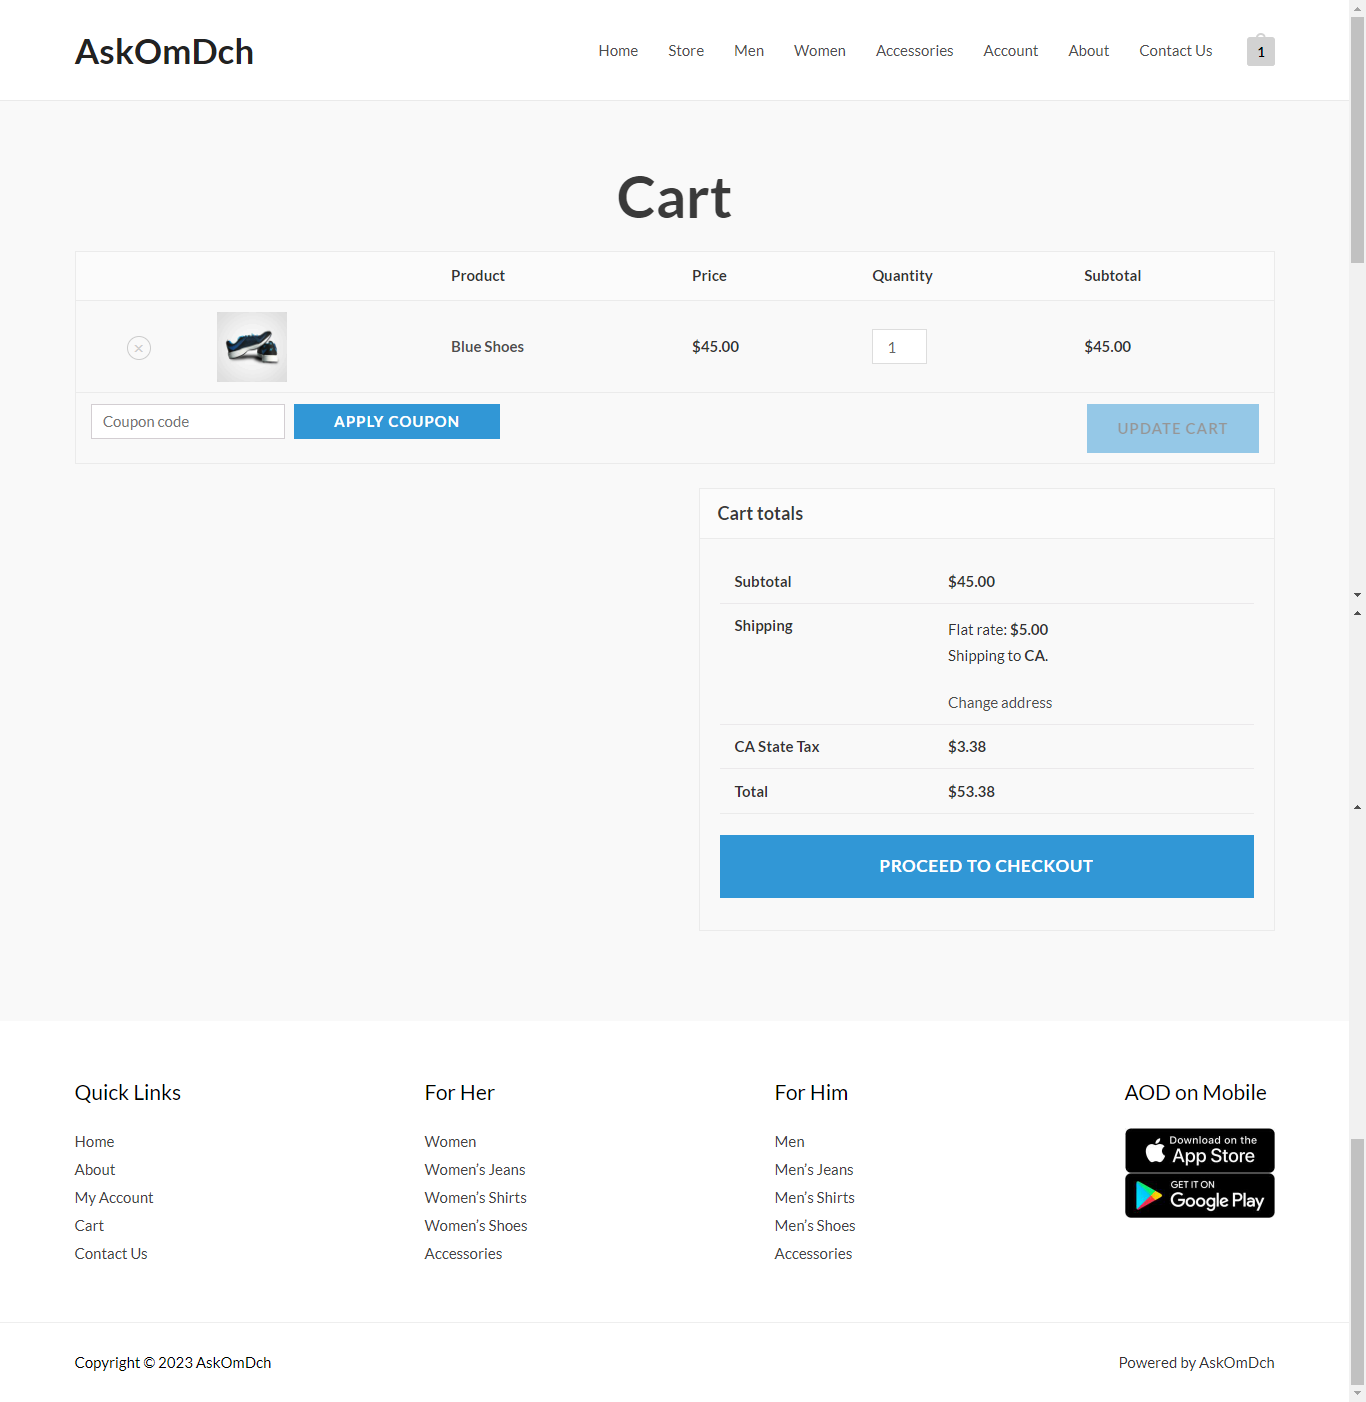 AskOmDch
Home Store Men Women Accessories Account About Contact Us 1
Cart
Product Price Quantity Subtotal
× Blue Shoes $45.00 1 $45.00
Coupon code APPLY COUPON UPDATE CART
Cart totals
Subtotal $45.00
Shipping Flat rate: $5.00
Shipping to CA.
Change address
CA State Tax $3.38
Total $53.38
PROCEED TO CHECKOUT
Quick Links
Home
About
My Account
Cart
Contact Us
For Her
Women
Women’s Jeans
Women’s Shirts
Women’s Shoes
Accessories
For Him
Men
Men’s Jeans
Men’s Shirts
Men’s Shoes
Accessories
AOD on Mobile
Download on the
App Store
GET IT ON
Google Play
Copyright © 2023 AskOmDch
Powered by AskOmDch